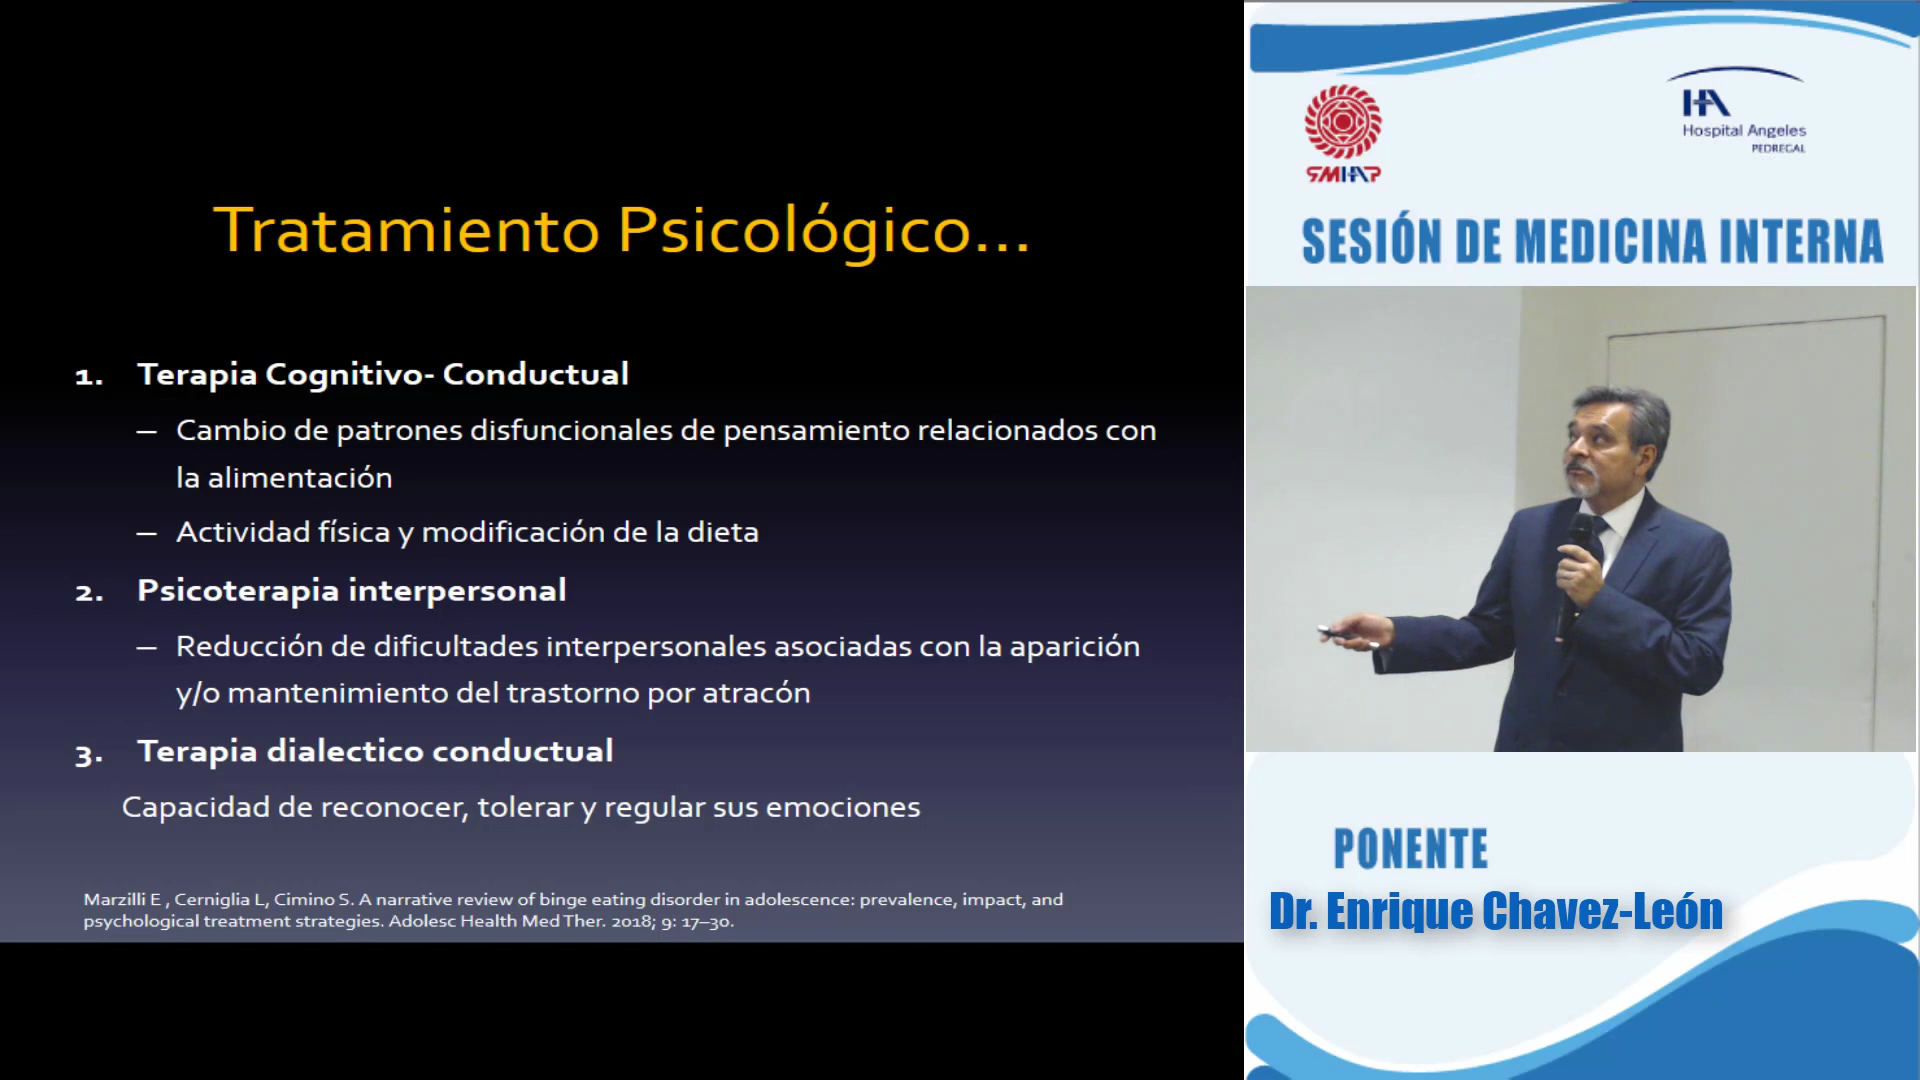 Tratamiento Psicológico...
1. Terapia Cognitivo- Conductual
– Cambio de patrones disfuncionales de pensamiento relacionados con
la alimentación
– Actividad física y modificación de la dieta
2. Psicoterapia interpersonal
– Reducción de dificultades interpersonales asociadas con la aparición
y/o mantenimiento del trastorno por atracón
3. Terapia dialectico conductual
Capacidad de reconocer, tolerar y regular sus emociones
Marzilli E , Cerniglia L, Cimino S. A narrative review of binge eating disorder in adolescence: prevalence, impact, and
psychological treatment strategies. Adolesc Health Med Ther. 2018; 9: 17–30.
SMIHAP
HA
Hospital Angeles
PEDREGAL
SESIÓN DE MEDICINA INTERNA
PONENTE
Dr. Enrique Chavez-León